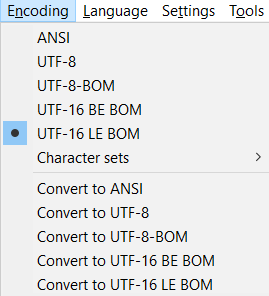 Encoding Language Settings Tools
ANSI
UTF-8
UTF-8-BOM
UTF-16 BE BOM
UTF-16 LE BOM
Character sets
Convert to ANSI
Convert to UTF-8
Convert to UTF-8-BOM
Convert to UTF-16 BE BOM
Convert to UTF-16 LE BOM